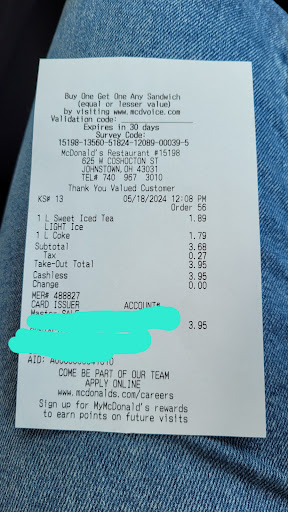 Buy One Get One Any Sandwich
(equal or lesser value)
by visiting www.mcdvoice.com
Validation code:
Expires in 30 days
Survey Code:
15198-13560-51824-12089-00039-5
McDonald's Restaurant #15198
625 W COSHOCTON ST
JOHNSTOWN, OH 43031
TEL# 740 967 3010
Thank You Valued Customer
KS# 13 05/18/2024 12:08 PM
Order 56
1 L Sweet Iced Tea 1.89
LIGHT Ice
1 L Coke 1.79
Subtotal 3.68
Tax 0.27
Take-Out Total 3.95
Cashless 3.95
Change 0.00
MER# 488827
CARD ISSUER ACCOUNT#
3.95
AID:
COME BE PART OF OUR TEAM
APPLY ONLINE
www.mcdonalds.com/careers
Sign up for MyMcDonald's rewards
to earn points on future visits